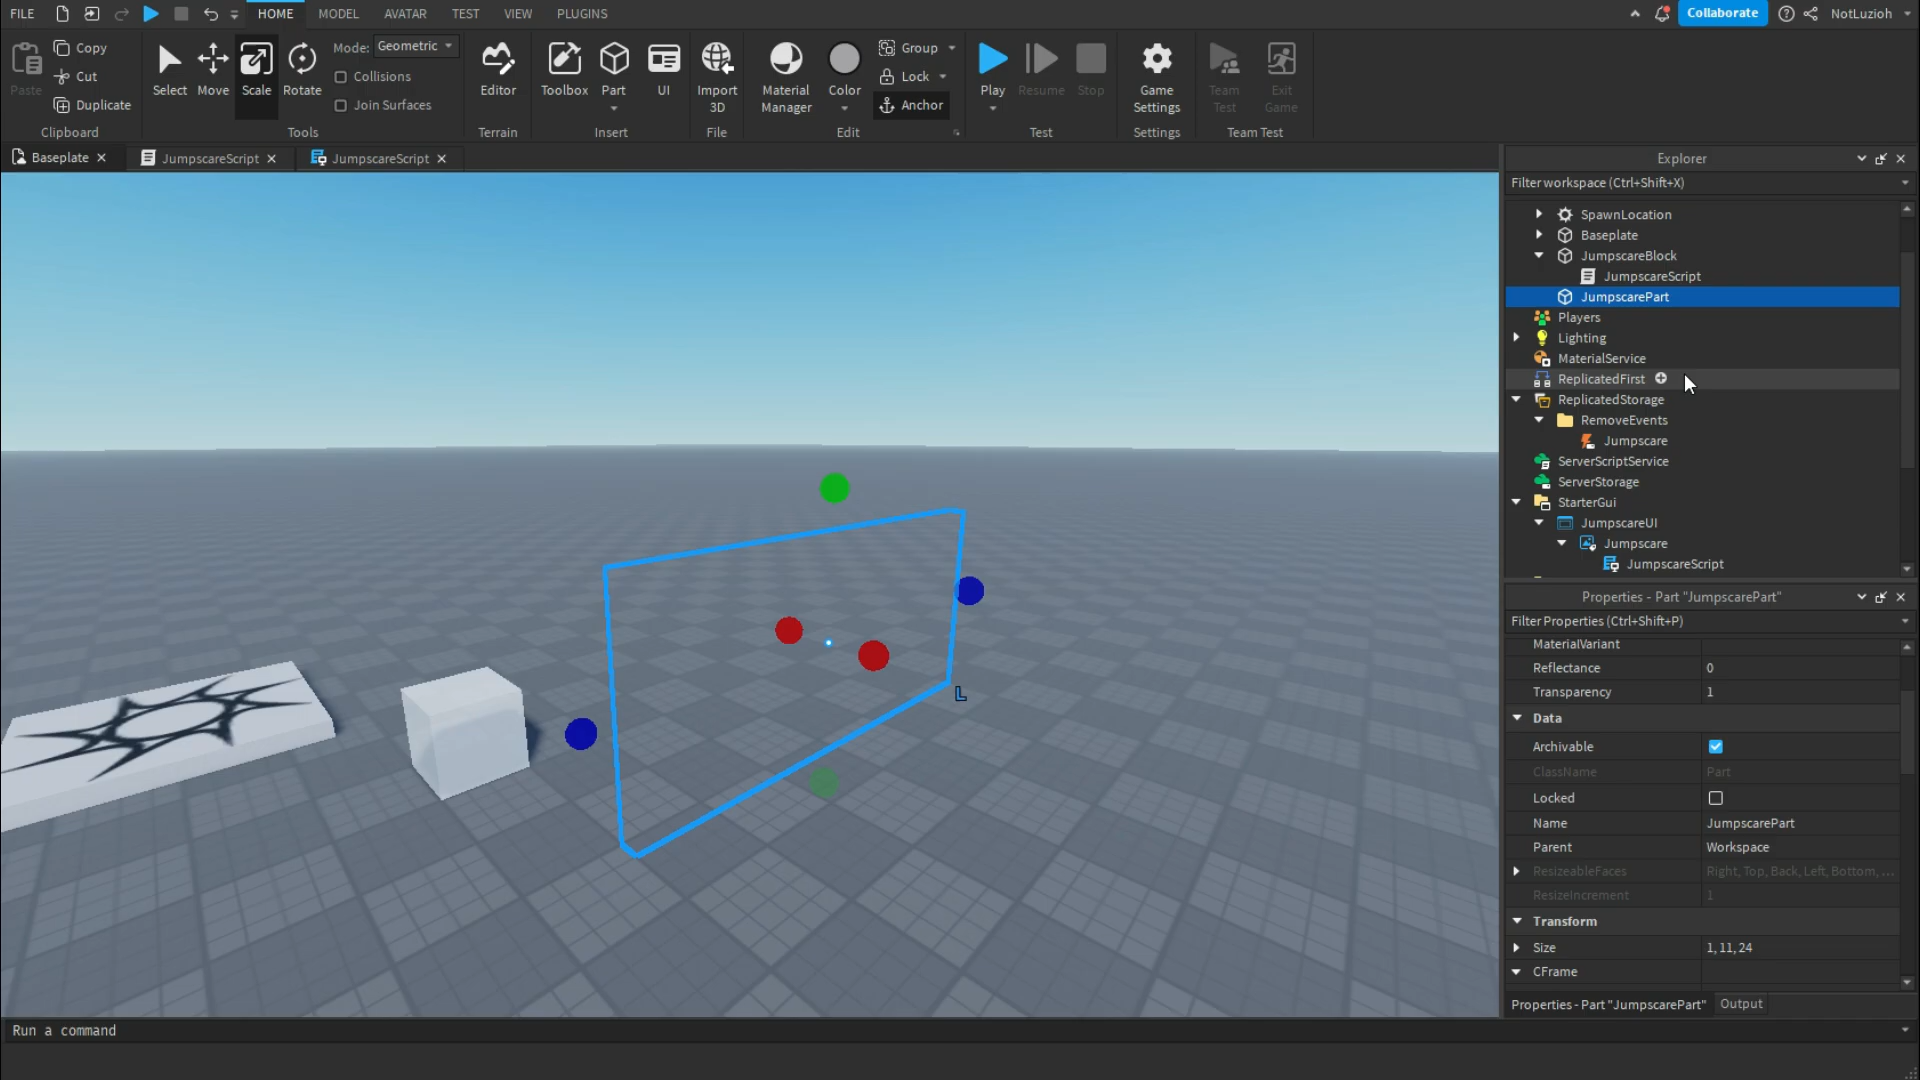 FILE HOME MODEL AVATAR TEST VIEW PLUGINS Collaborate NotLuzioh
Paste Copy Cut Duplicate Clipboard
Select Move Scale Rotate Mode: Geometric Collisions Join Surfaces Tools
Editor Terrain
Toolbox Part UI Insert
Import 3D File
Material Manager Color Group Lock Anchor Edit
Play Resume Stop Test
Game Settings Settings
Team Test Exit Game Team Test
Baseplate JumpscareScript JumpscareScript
L
Explorer
Filter workspace (Ctrl+Shift+X)
SpawnLocation
Baseplate
JumpscareBlock
JumpscareScript
JumpscarePart
Players
Lighting
MaterialService
ReplicatedFirst
ReplicatedStorage
RemoveEvents
Jumpscare
ServerScriptService
ServerStorage
StarterGui
JumpscareUI
Jumpscare
JumpscareScript
Properties - Part "JumpscarePart"
Filter Properties (Ctrl+Shift+P)
MaterialVariant
Reflectance 0
Transparency 1
Data
Archivable
ClassName Part
Locked
Name JumpscarePart
Parent Workspace
ResizeableFaces Right, Top, Back, Left, Bottom, ...
ResizeIncrement 1
Transform
Size 1, 11, 24
CFrame
Properties - Part "JumpscarePart" Output
Run a command